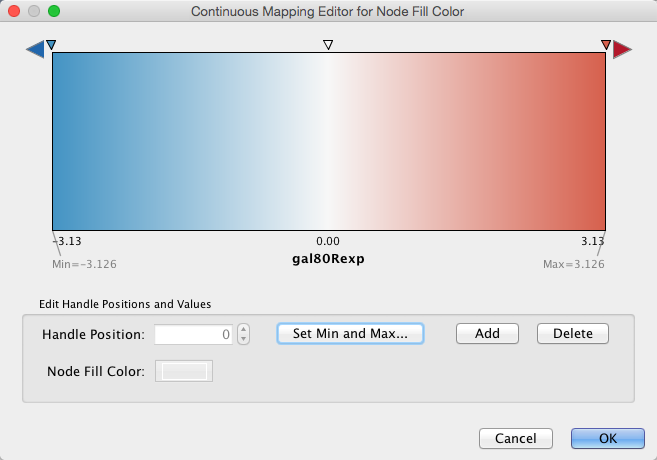 Continuous Mapping Editor for Node Fill Color
-3.13 0.00 3.13
Min=-3.126 gal80Rexp Max=3.126
Edit Handle Positions and Values
Handle Position: 0 Set Min and Max... Add Delete
Node Fill Color:
Cancel OK